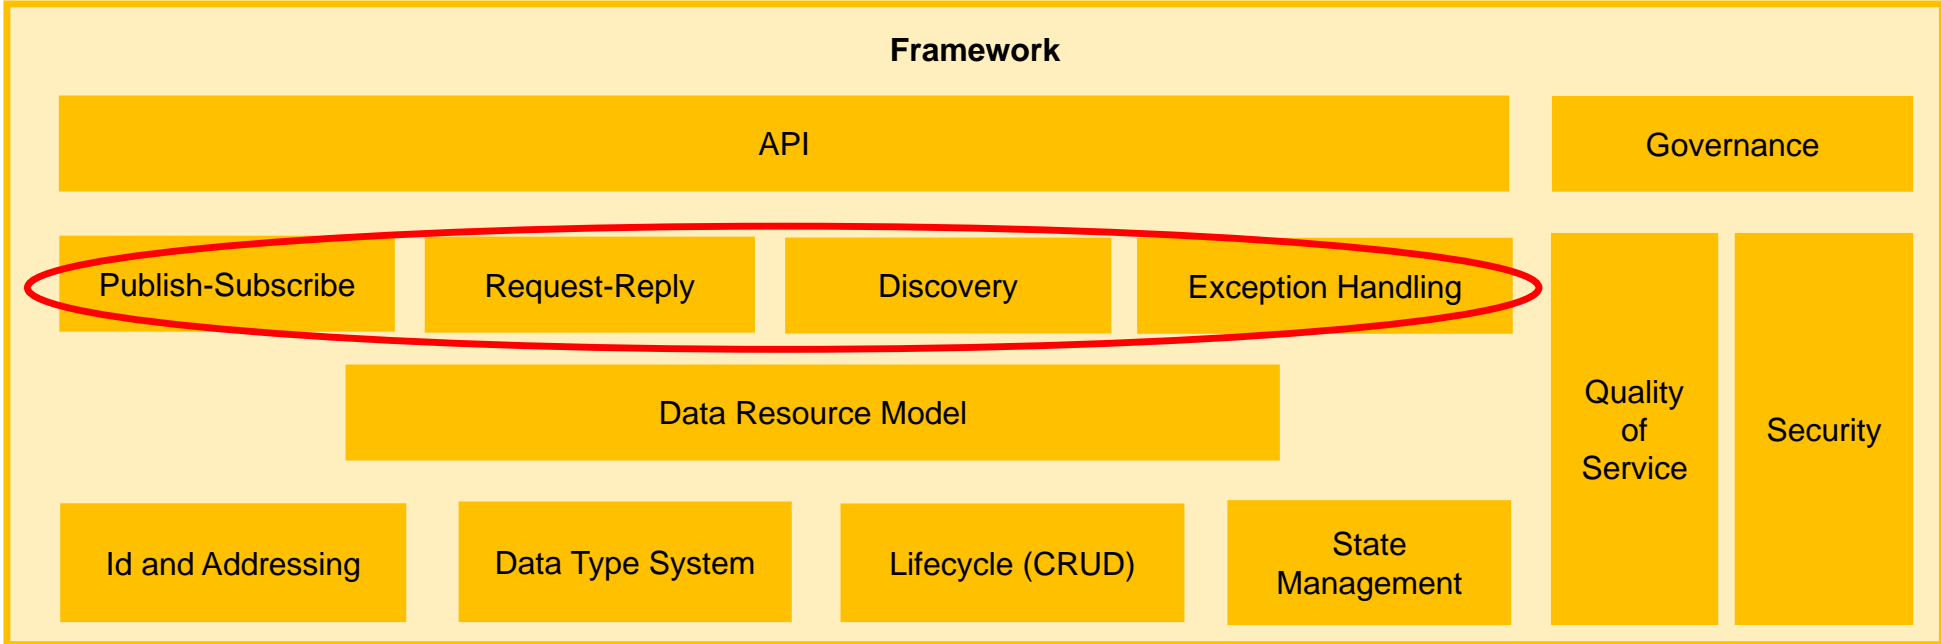 Framework
API
Governance
Publish-Subscribe
Request-Reply
Discovery
Exception Handling
Data Resource Model
Quality
of
Service
Security
Id and Addressing
Data Type System
Lifecycle (CRUD)
State
Management